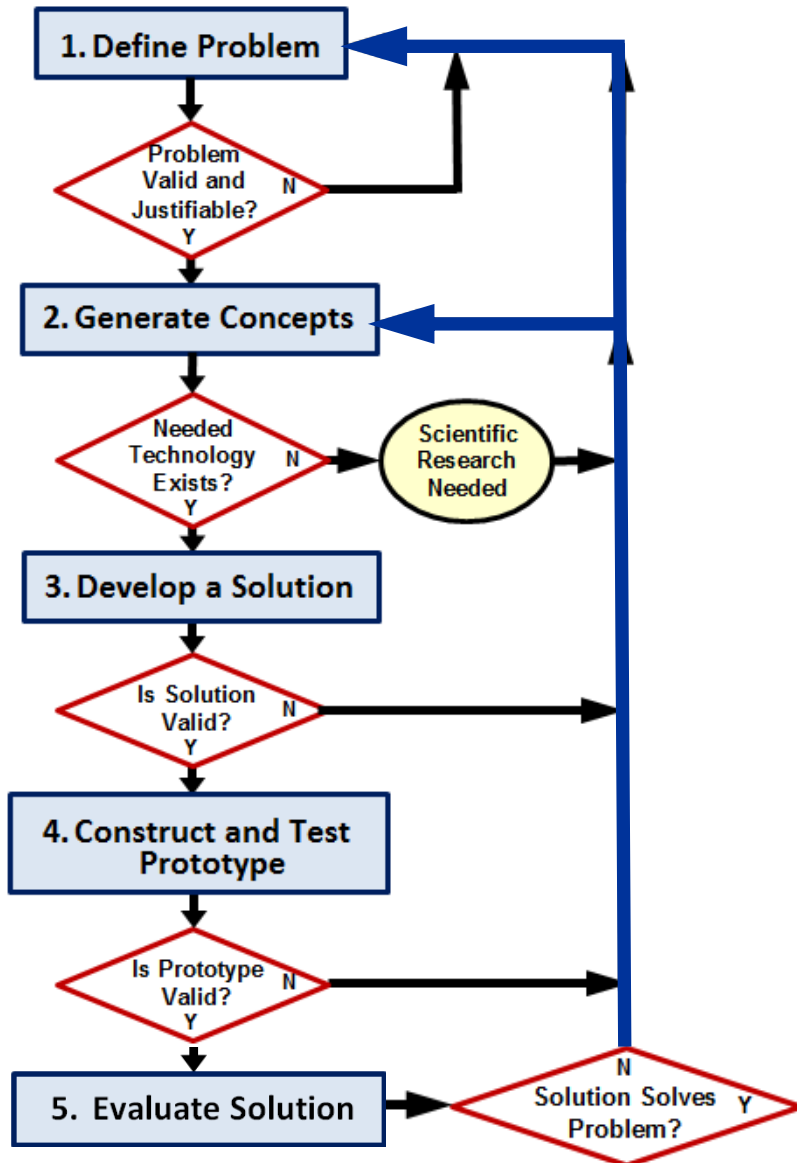 1. Define Problem
Problem
Valid and
Justifiable?
N
Y
2. Generate Concepts
Needed
Technology
Exists?
N
Y
Scientific
Research
Needed
3. Develop a Solution
Is Solution
Valid?
N
Y
4. Construct and Test
Prototype
Is Prototype
Valid?
N
Y
5. Evaluate Solution
N
Solution Solves
Problem?
Y